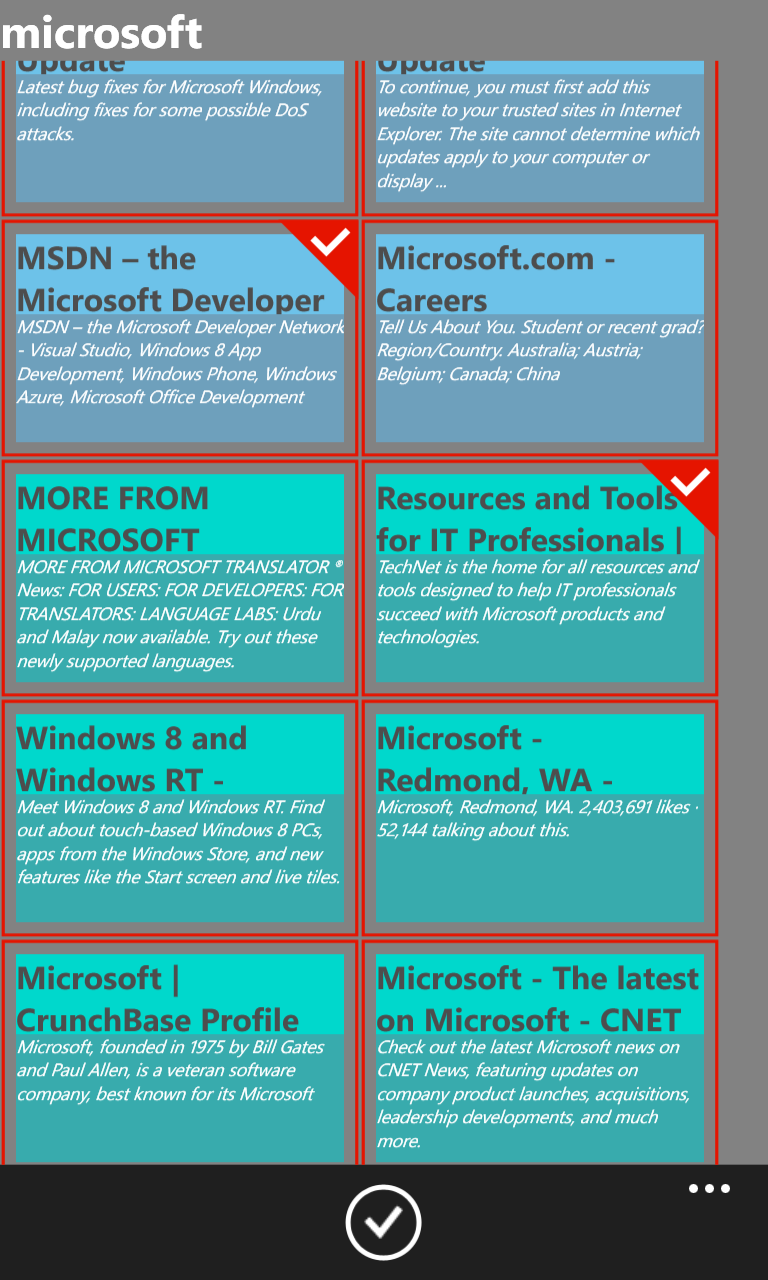 microsoft
Update
Latest bug fixes for Microsoft Windows,
including fixes for some possible DoS
attacks.
Update
To continue, you must first add this
website to your trusted sites in Internet
Explorer. The site cannot determine which
updates apply to your computer or
display ...
MSDN – the
Microsoft Developer
MSDN – the Microsoft Developer Network
- Visual Studio, Windows 8 App
Development, Windows Phone, Windows
Azure, Microsoft Office Development
Microsoft.com -
Careers
Tell Us About You. Student or recent grad?
Region/Country. Australia; Austria;
Belgium; Canada; China
MORE FROM
MICROSOFT
MORE FROM MICROSOFT TRANSLATOR ®
News: FOR USERS: FOR DEVELOPERS: FOR
TRANSLATORS: LANGUAGE LABS: Urdu
and Malay now available. Try out these
newly supported languages.
Resources and Tools
for IT Professionals |
TechNet is the home for all resources and
tools designed to help IT professionals
succeed with Microsoft products and
technologies.
Windows 8 and
Windows RT -
Meet Windows 8 and Windows RT. Find
out about touch-based Windows 8 PCs,
apps from the Windows Store, and new
features like the Start screen and live tiles.
Microsoft -
Redmond, WA -
Microsoft, Redmond, WA. 2,403,691 likes ·
52,144 talking about this.
Microsoft |
CrunchBase Profile
Microsoft, founded in 1975 by Bill Gates
and Paul Allen, is a veteran software
company, best known for its Microsoft
Microsoft - The latest
on Microsoft - CNET
Check out the latest Microsoft news on
CNET News, featuring updates on
company product launches, acquisitions,
leadership developments, and much
more.